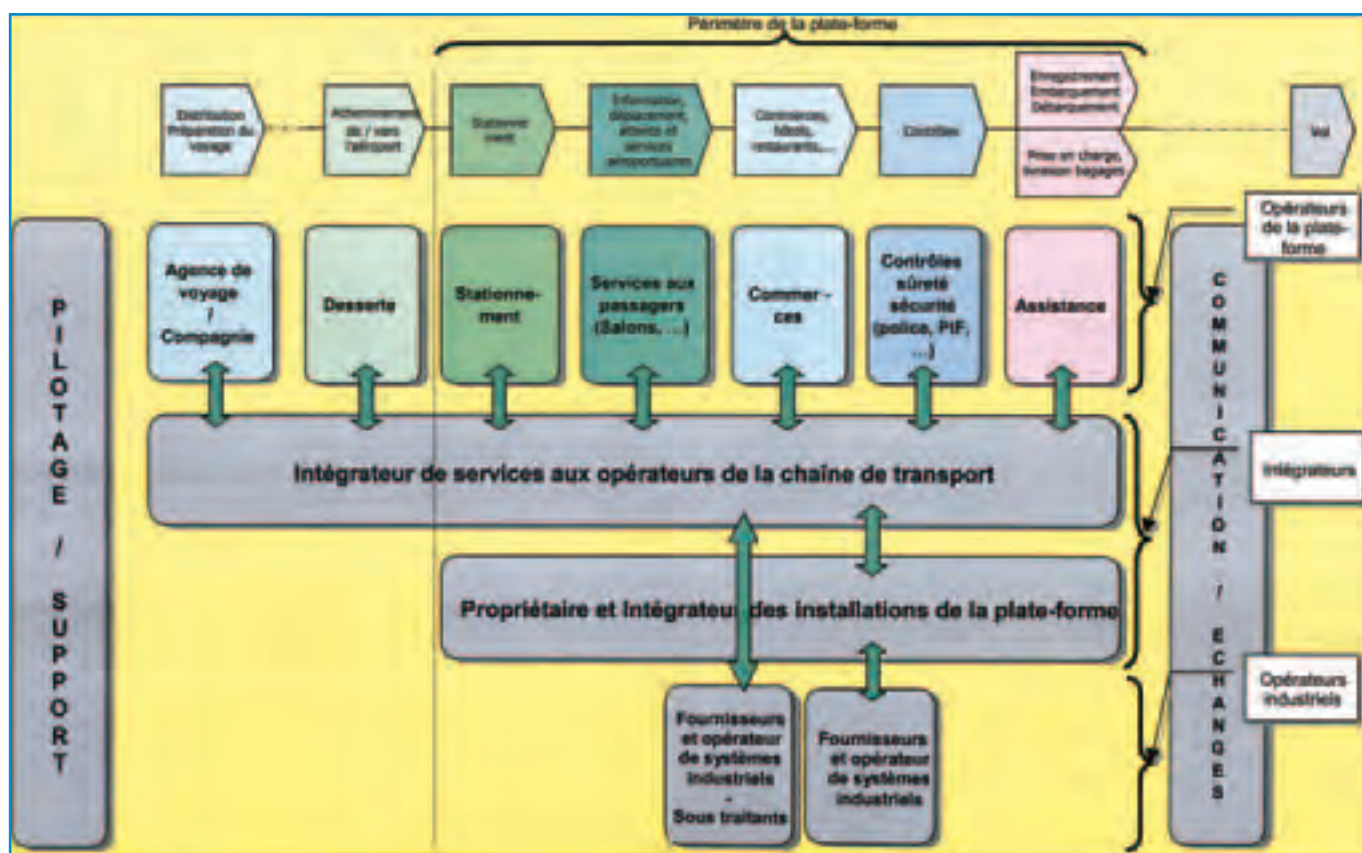 Périmètre de la plate-forme
Distribution
Préparation du
voyage
Acheminement
de / vers
l'aéroport
Stationne
ment
Information,
déplacement,
attente et
services
aéroportuaires
Commerces,
hôtels,
restaurants,...
Contrôles
Enregistrement
Embarquement
Débarquement
Prise en charge,
livraison bagages
Vol
PILOTAGE / SUPPORT
Agence de
voyage
/
Compagnie
Desserte
Stationne-
ment
Services aux
passagers
(Salons, ...)
Commer-
ces
Contrôles
sûreté
sécurité
(police, PIF,
...)
Assistance
Opérateurs
de la plate-
forme
COMMUNICATION / ECHANGES
Intégrateur de services aux opérateurs de la chaîne de transport
Intégrateurs
Propriétaire et Intégrateur des installations de la plate-forme
Opérateurs
industriels
Fournisseurs
et opérateur
de systèmes
industriels
-
Sous traitants
Fournisseurs
et opérateur
de systèmes
industriels